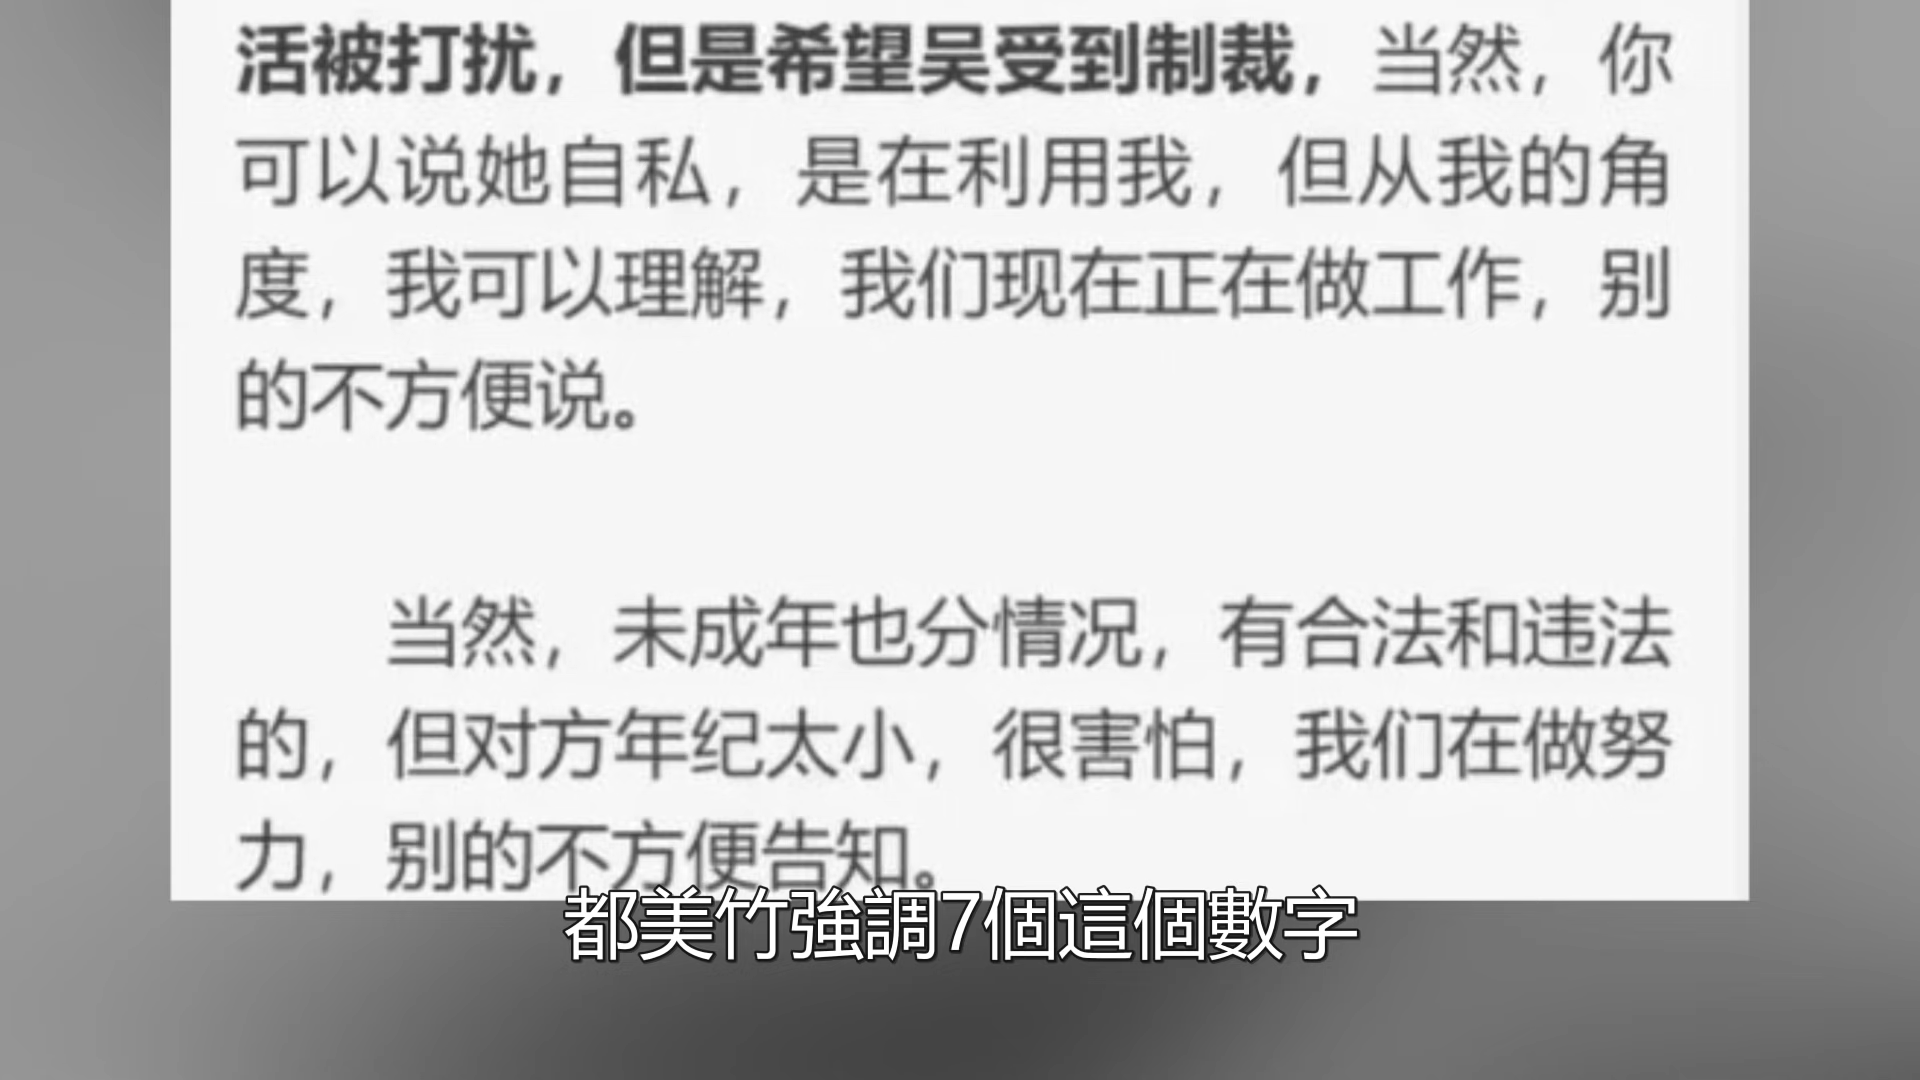 活被打扰，但是希望吴受到制裁，当然，你
可以说她自私，是在利用我，但从我的角
度，我可以理解，我们现在正在做工作，别
的不方便说。
当然，未成年也分情况，有合法和违法
的，但对方年纪太小，很害怕，我们在做努
力，别的不方便告知。
都美竹強調7個這個數字